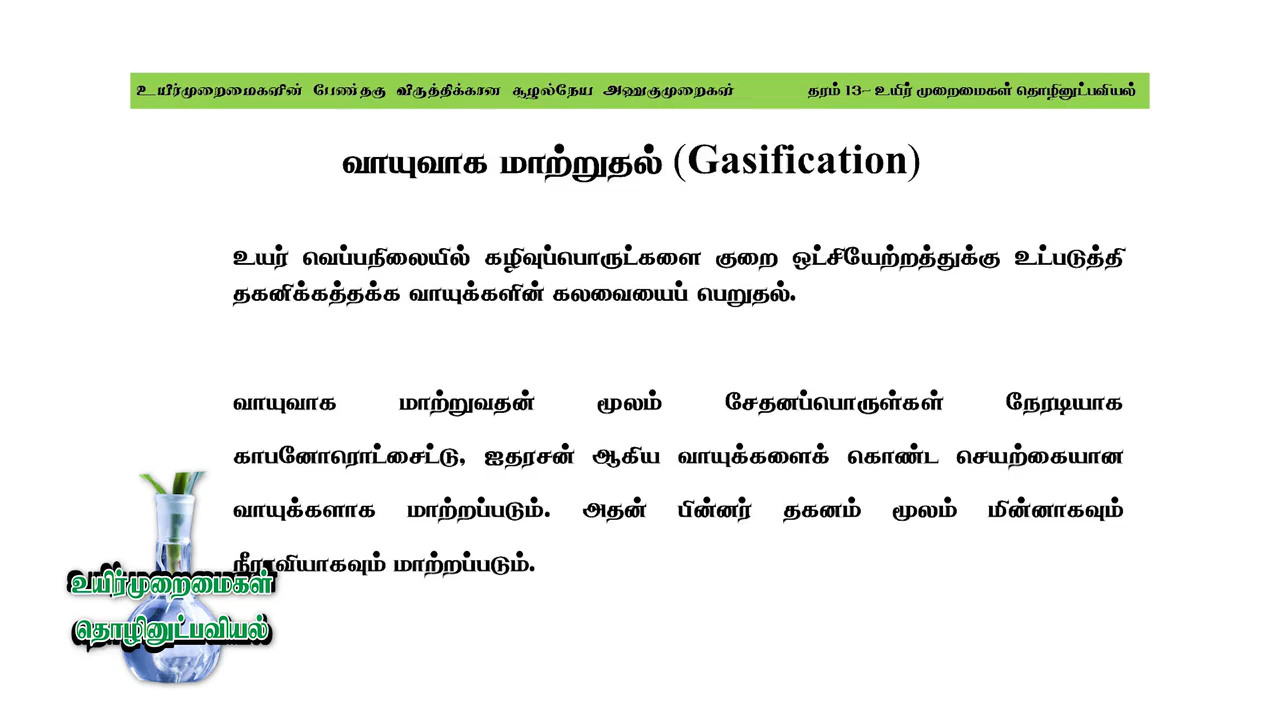 உயிர்முறைமைகளின் பேண்தகு விருத்திக்கான சூழல்நேய அணுகுமுறைகள் தரம் 13– உயிர் முறைமைகள் தொழினுட்பவியல்
வாயுவாக மாற்றுதல் (Gasification)
உயர் வெப்பநிலையில் கழிவுப்பொருட்களை குறை ஒட்சியேற்றத்துக்கு உட்படுத்தி
தகனிக்கத்தக்க வாயுக்களின் கலவையைப் பெறுதல்.
வாயுவாக மாற்றுவதன் மூலம் சேதனப்பொருள்கள் நேரடியாக
காபனோரொட்சைட்டு, ஐதரசன் ஆகிய வாயுக்களைக் கொண்ட செயற்கையான
வாயுக்களாக மாற்றப்படும். அதன் பின்னர் தகனம் மூலம் மின்னாகவும்
நீராவியாகவும் மாற்றப்படும்.
உயிர்முறைமைகள்
தொழினுட்பவியல்